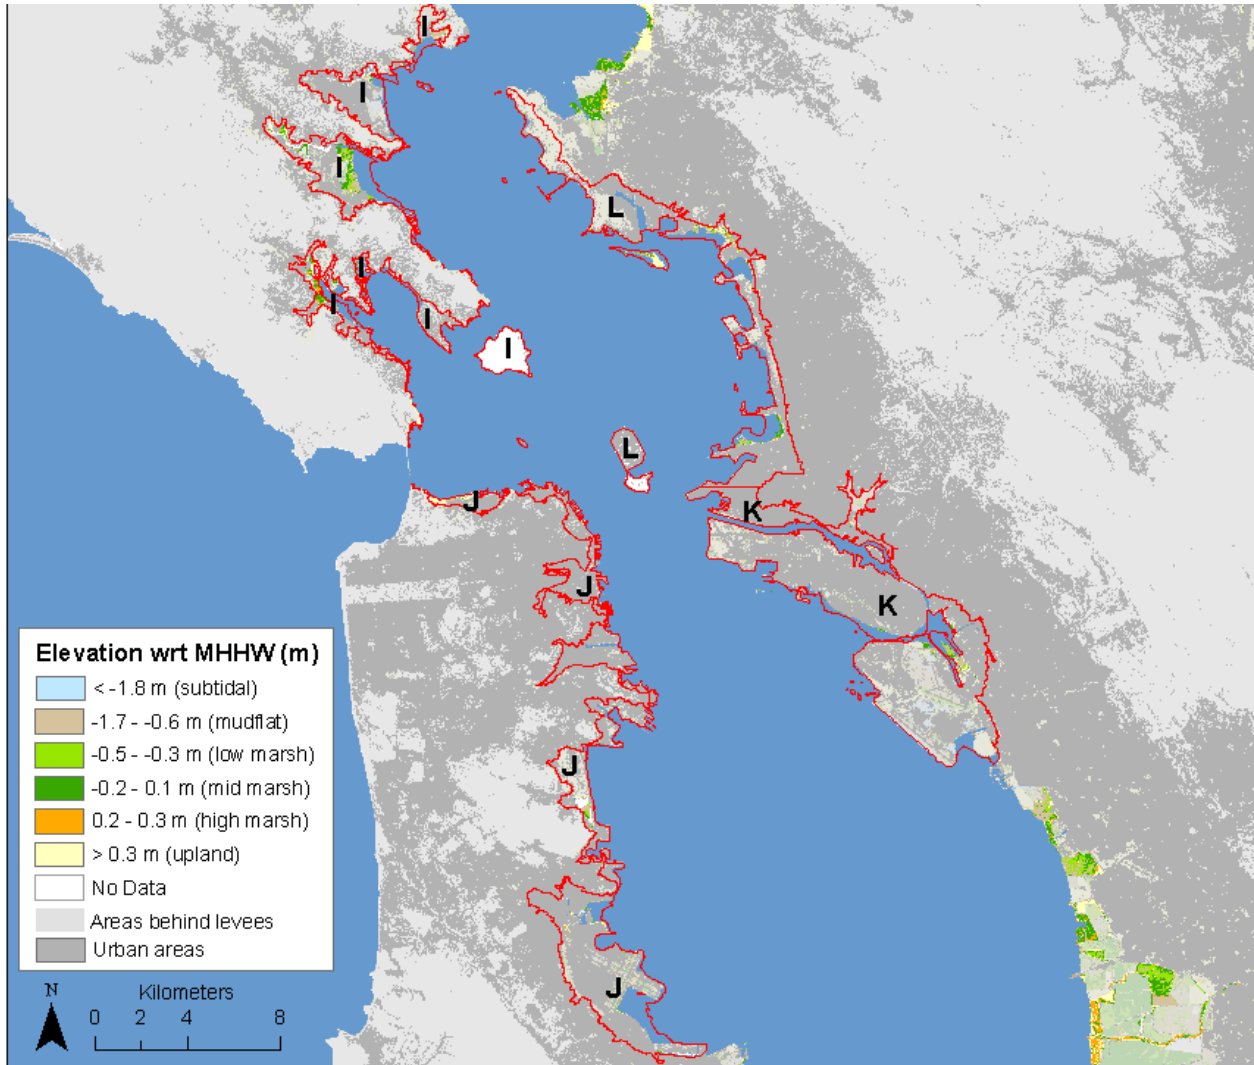 I
I
I
L
I
I
I
I
L
J
K
J
K
J
J
Elevation wrt MHHW (m)
< -1.8 m (subtidal)
-1.7 - -0.6 m (mudflat)
-0.5 - -0.3 m (low marsh)
-0.2 - 0.1 m (mid marsh)
0.2 - 0.3 m (high marsh)
> 0.3 m (upland)
No Data
Areas behind levees
Urban areas
N
Kilometers
0 2 4 8